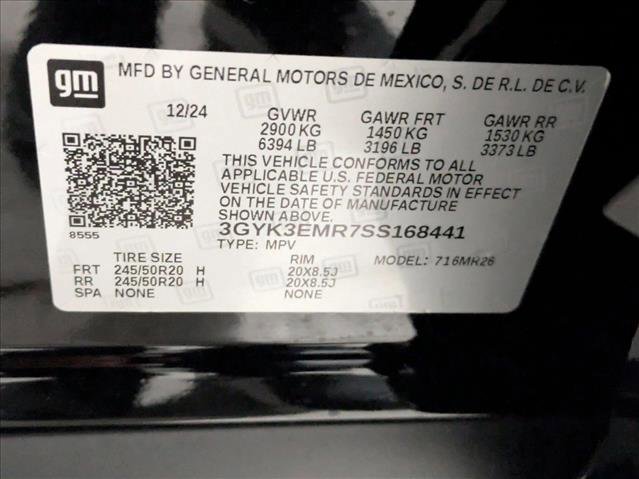 gm
MFD BY GENERAL MOTORS DE MEXICO, S. DE R.L. DE C.V.
12/24 GVWR GAWR FRT GAWR RR
2900 KG 1450 KG 1530 KG
6394 LB 3196 LB 3373 LB
THIS VEHICLE CONFORMS TO ALL
APPLICABLE U.S. FEDERAL MOTOR
VEHICLE SAFETY STANDARDS IN EFFECT
ON THE DATE OF MANUFACTURE
SHOWN ABOVE.
8555 3GYK3EMR7SS168441
TYPE: MPV MODEL: 716MR26
TIRE SIZE RIM
FRT 245/50R20 H 20X8.5J
RR 245/50R20 H 20X8.5J
SPA NONE NONE